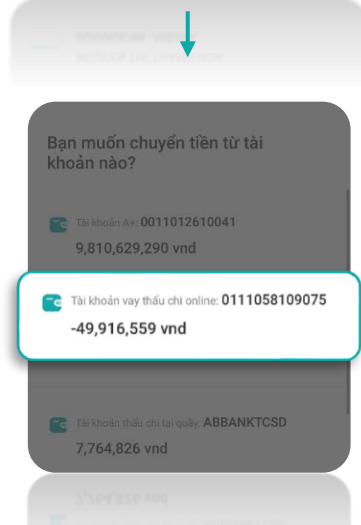 Bạn muốn chuyển tiền từ tài
khoản nào?
Tài khoản A+: 0011012610041
9,810,629,290 vnd
Tài khoản vay thấu chi online: 0111058109075
-49,916,559 vnd
Tài khoản thấu chi tại quầy: ABBANKTCSD
7,764,826 vnd